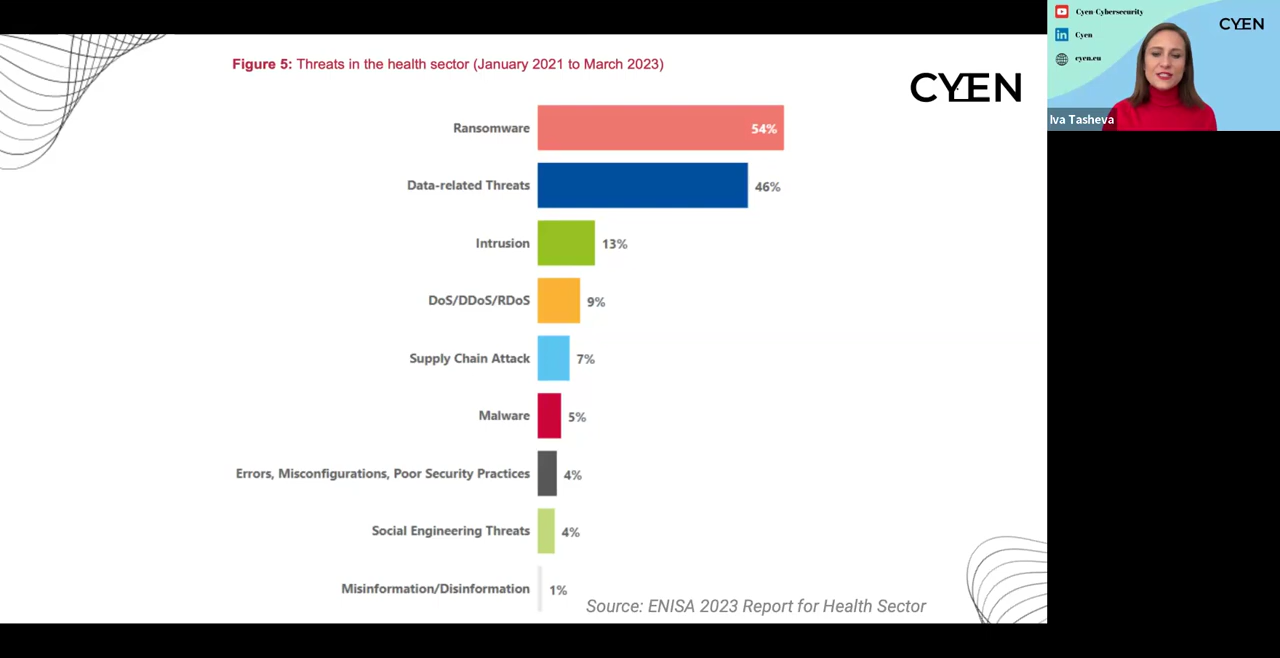 Figure 5: Threats in the health sector (January 2021 to March 2023)
CYEN
Ransomware 54%
Data-related Threats 46%
Intrusion 13%
DoS/DDoS/RDoS 9%
Supply Chain Attack 7%
Malware 5%
Errors, Misconfigurations, Poor Security Practices 4%
Social Engineering Threats 4%
Misinformation/Disinformation 1%
Source: ENISA 2023 Report for Health Sector
Cyen Cybersecurity
Cyen
cyen.eu
CYEN
Iva Tasheva